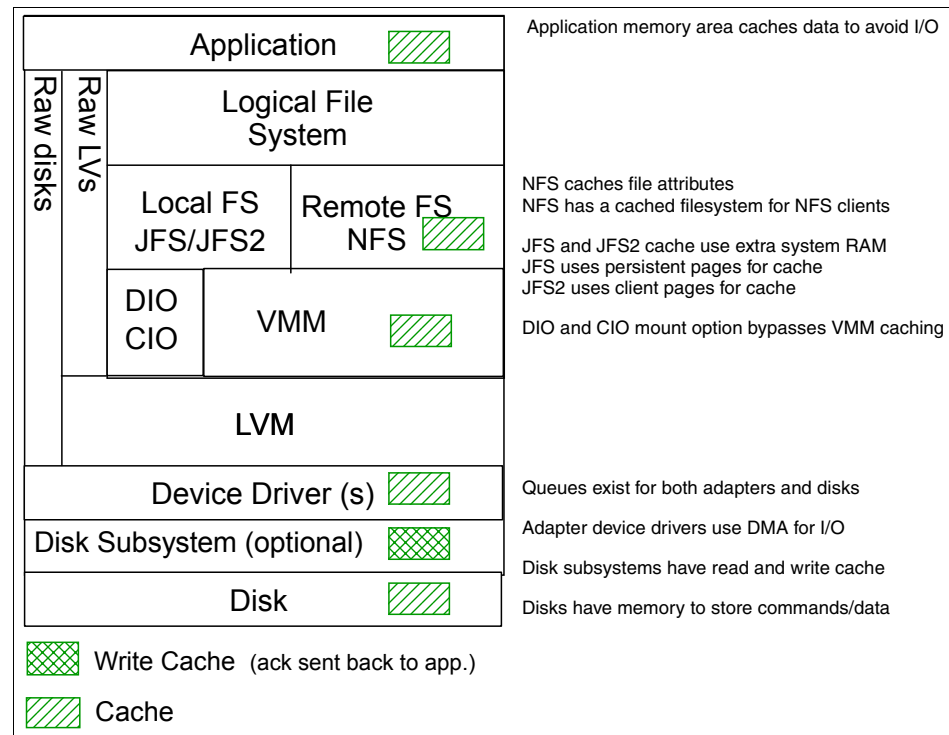 Application
Application memory area caches data to avoid I/O
Raw disks
Raw LVs
Logical File
System
Local FS
JFS/JFS2
Remote FS
NFS
NFS caches file attributes
NFS has a cached filesystem for NFS clients
JFS and JFS2 cache use extra system RAM
JFS uses persistent pages for cache
JFS2 uses client pages for cache
DIO
CIO
VMM
DIO and CIO mount option bypasses VMM caching
LVM
Device Driver (s)
Queues exist for both adapters and disks
Adapter device drivers use DMA for I/O
Disk Subsystem (optional)
Disk subsystems have read and write cache
Disk
Disks have memory to store commands/data
Write Cache (ack sent back to app.)
Cache